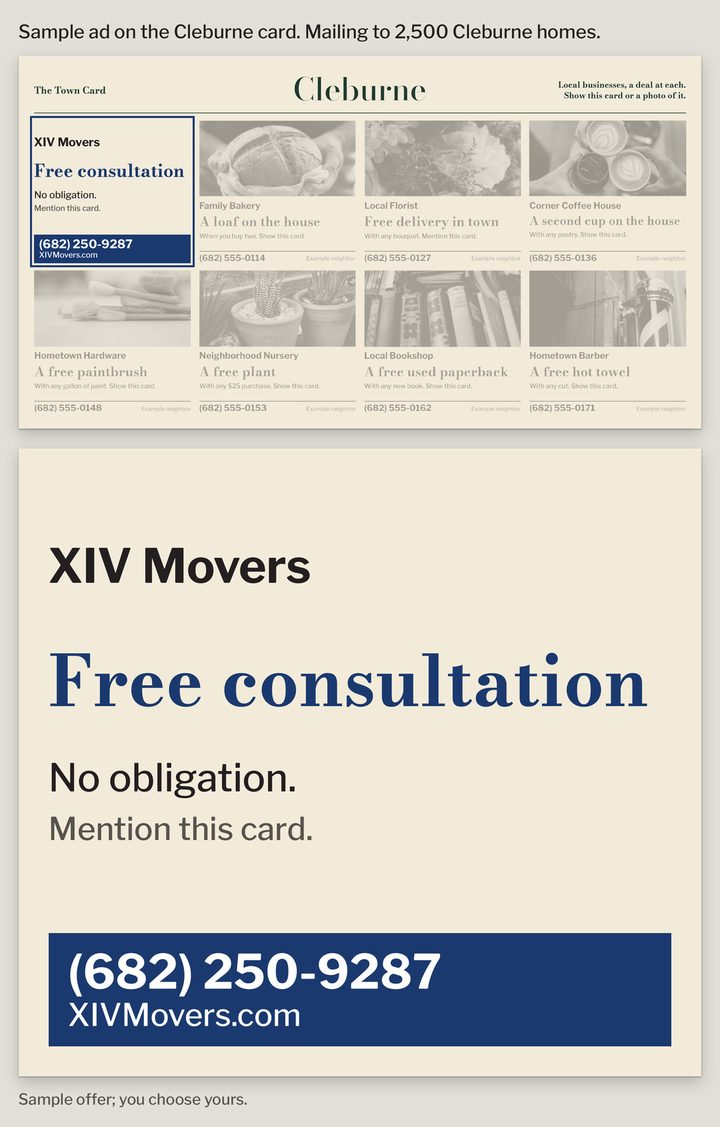 Sample ad on the Cleburne card. Mailing to 2,500 Cleburne homes.
The Town Card
Cleburne
Local businesses, a deal at each.
Show this card or a photo of it.
XIV Movers
Free consultation
No obligation.
Mention this card.
(682) 250-9287
XIVMovers.com
Family Bakery
A loaf on the house
When you buy two. Show this card.
(682) 555-0114
Example neighbor
Local Florist
Free delivery in town
With any bouquet. Mention this card.
(682) 555-0127
Example neighbor
Corner Coffee House
A second cup on the house
With any pastry. Show this card.
(682) 555-0136
Example neighbor
Hometown Hardware
A free paintbrush
With any gallon of paint. Show this card.
(682) 555-0148
Example neighbor
Neighborhood Nursery
A free plant
With any $25 purchase. Show this card.
(682) 555-0153
Example neighbor
Local Bookshop
A free used paperback
With any new book. Show this card.
(682) 555-0162
Example neighbor
Hometown Barber
A free hot towel
With any cut. Show this card.
(682) 555-0171
Example neighbor
XIV Movers
Free consultation
No obligation.
Mention this card.
(682) 250-9287
XIVMovers.com
Sample offer; you choose yours.